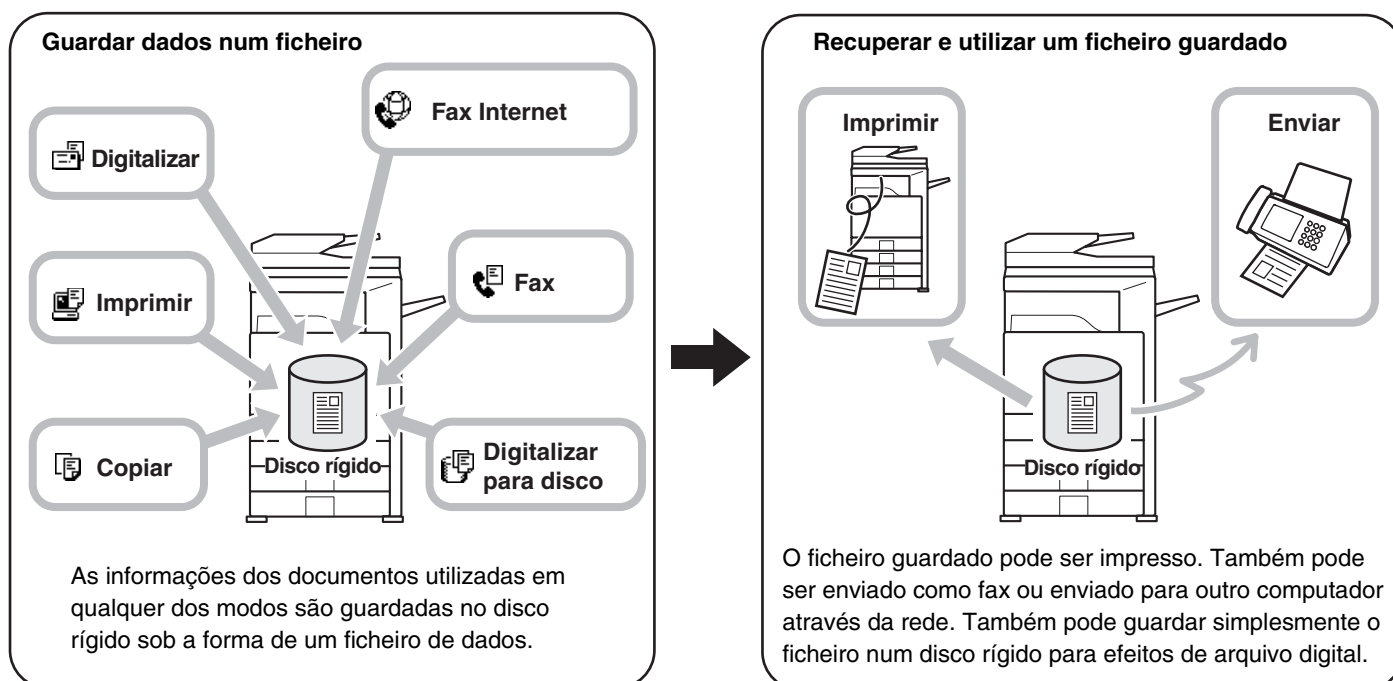 Guardar dados num ficheiro
Fax Internet
Digitalizar
Fax
Imprimir
Copiar
Disco rígido
Digitalizar
para disco
As informações dos documentos utilizadas em
qualquer dos modos são guardadas no disco
rígido sob a forma de um ficheiro de dados.
Recuperar e utilizar um ficheiro guardado
Imprimir
Enviar
Disco rígido
O ficheiro guardado pode ser impresso. Também pode
ser enviado como fax ou enviado para outro computador
através da rede. Também pode guardar simplesmente o
ficheiro num disco rígido para efeitos de arquivo digital.